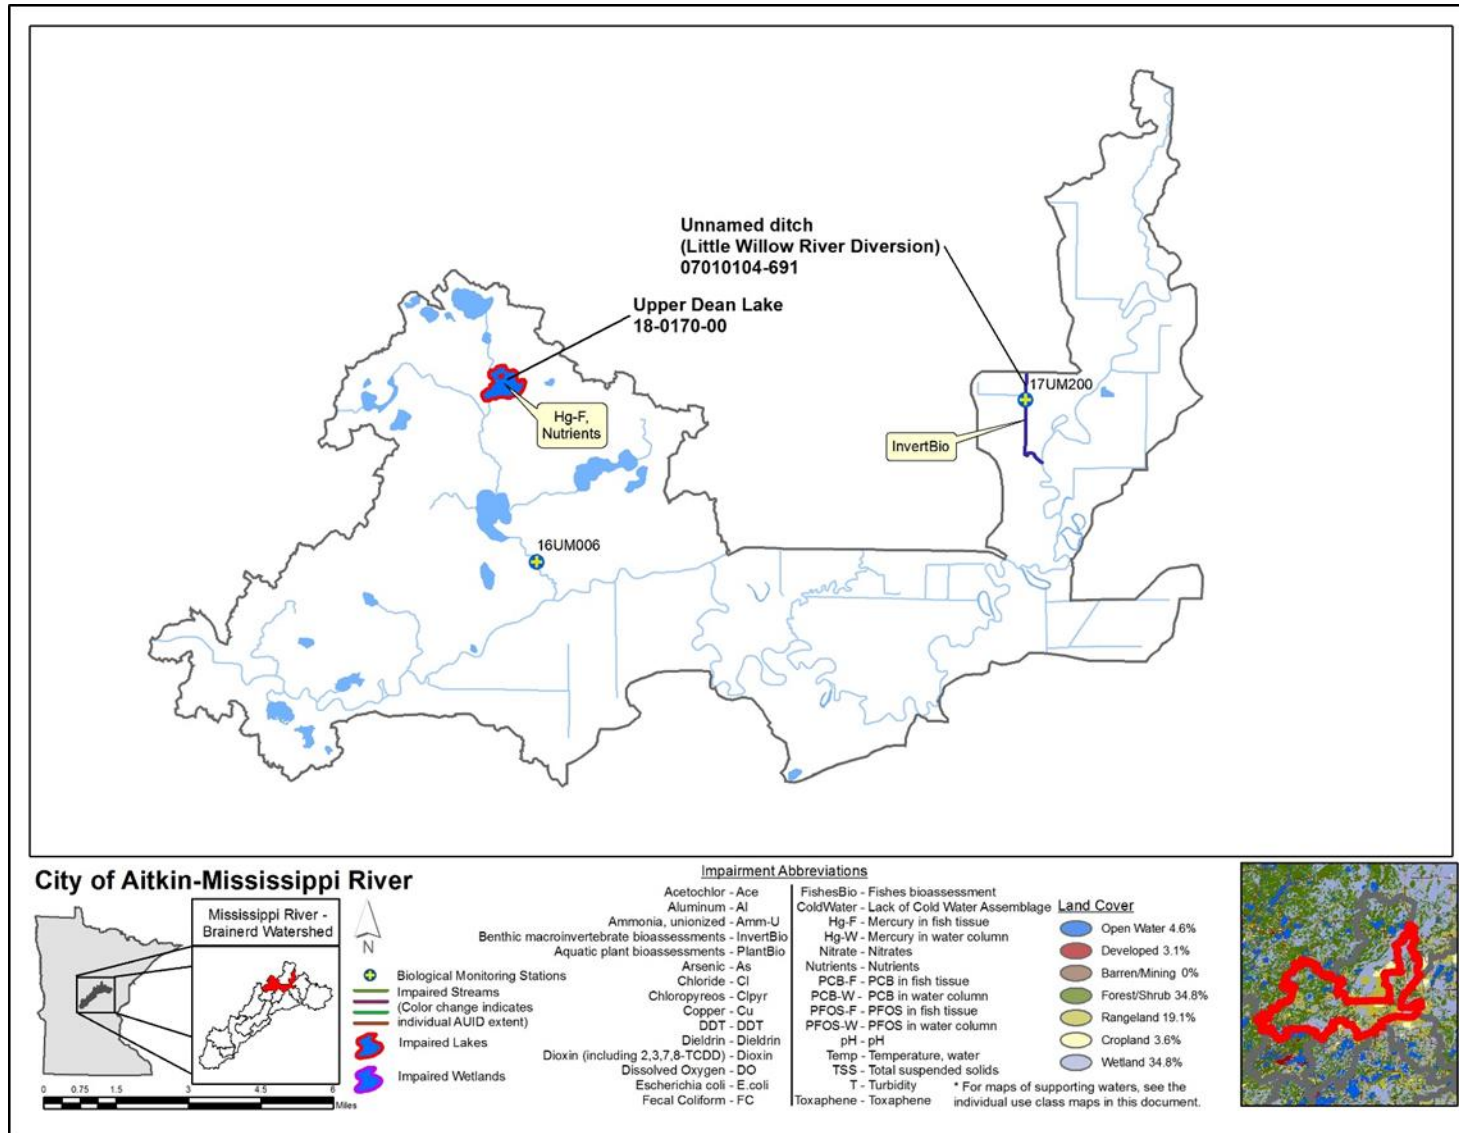 Unnamed ditch
(Little Willow River Diversion)
07010104-691
Upper Dean Lake
18-0170-00
17UM200
Hg-F,
Nutrients
InvertBio
16UM006
City of Aitkin-Mississippi River
Mississippi River -
Brainerd Watershed
N
Biological Monitoring Stations
Impaired Streams
(Color change indicates
individual AUID extent)
Impaired Lakes
Impaired Wetlands
0 0.75 1.5 3 4.5 6
Miles
Impairment Abbreviations
Acetochlor - Ace
Aluminum - Al
Ammonia, unionized - Amm-U
Benthic macroinvertebrate bioassessments - InvertBio
Aquatic plant bioassessments - PlantBio
Arsenic - As
Chloride - Cl
Chloropyreos - Clpyr
Copper - Cu
DDT - DDT
Dieldrin - Dieldrin
Dioxin (including 2,3,7,8-TCDD) - Dioxin
Dissolved Oxygen - DO
Escherichia coli - E.coli
Fecal Coliform - FC
FishesBio - Fishes bioassessment
ColdWater - Lack of Cold Water Assemblage
Hg-F - Mercury in fish tissue
Hg-W - Mercury in water column
Nitrate - Nitrates
Nutrients - Nutrients
PCB-F - PCB in fish tissue
PCB-W - PCB in water column
PFOS-F - PFOS in fish tissue
PFOS-W - PFOS in water column
pH - pH
Temp - Temperature, water
TSS - Total suspended solids
T - Turbidity
Toxaphene - Toxaphene
Land Cover
Open Water 4.6%
Developed 3.1%
Barren/Mining 0%
Forest/Shrub 34.8%
Rangeland 19.1%
Cropland 3.6%
Wetland 34.8%
* For maps of supporting waters, see the
individual use class maps in this document.